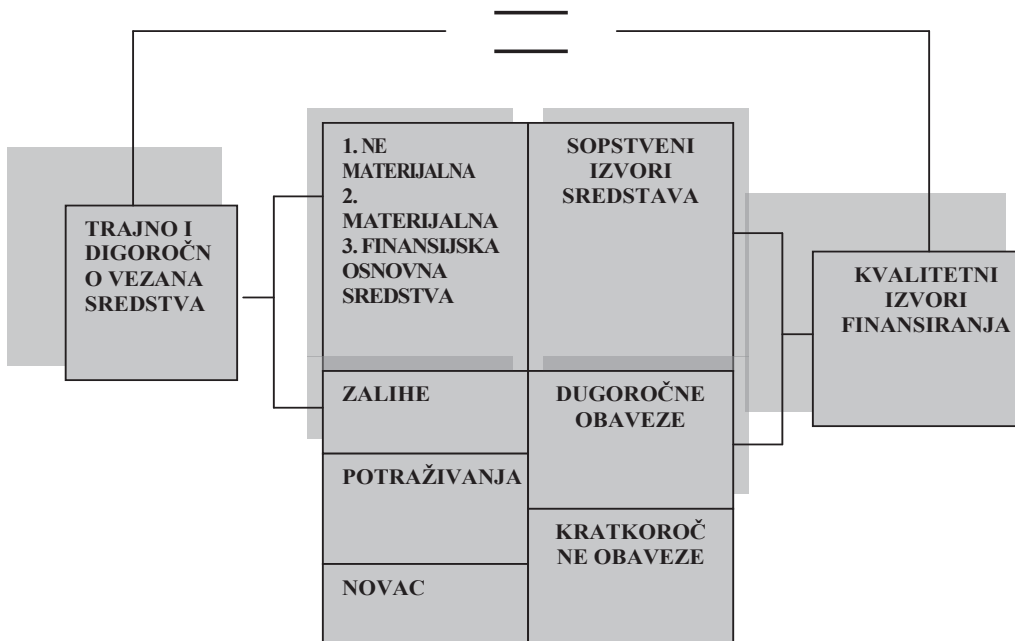 TRAJNO I
DIGOROČN
O VEZANA
SREDSTVA
1. NE
MATERIJALNA
2.
MATERIJALNA
3. FINANSIJSKA
OSNOVNA
SREDSTVA
ZALIHE
POTRAŽIVANJA
NOVAC
SOPSTVENI
IZVORI
SREDSTAVA
DUGOROČNE
OBAVEZE
KRATKOROČ
NE OBAVEZE
KVALITETNI
IZVORI
FINANSIRANJA